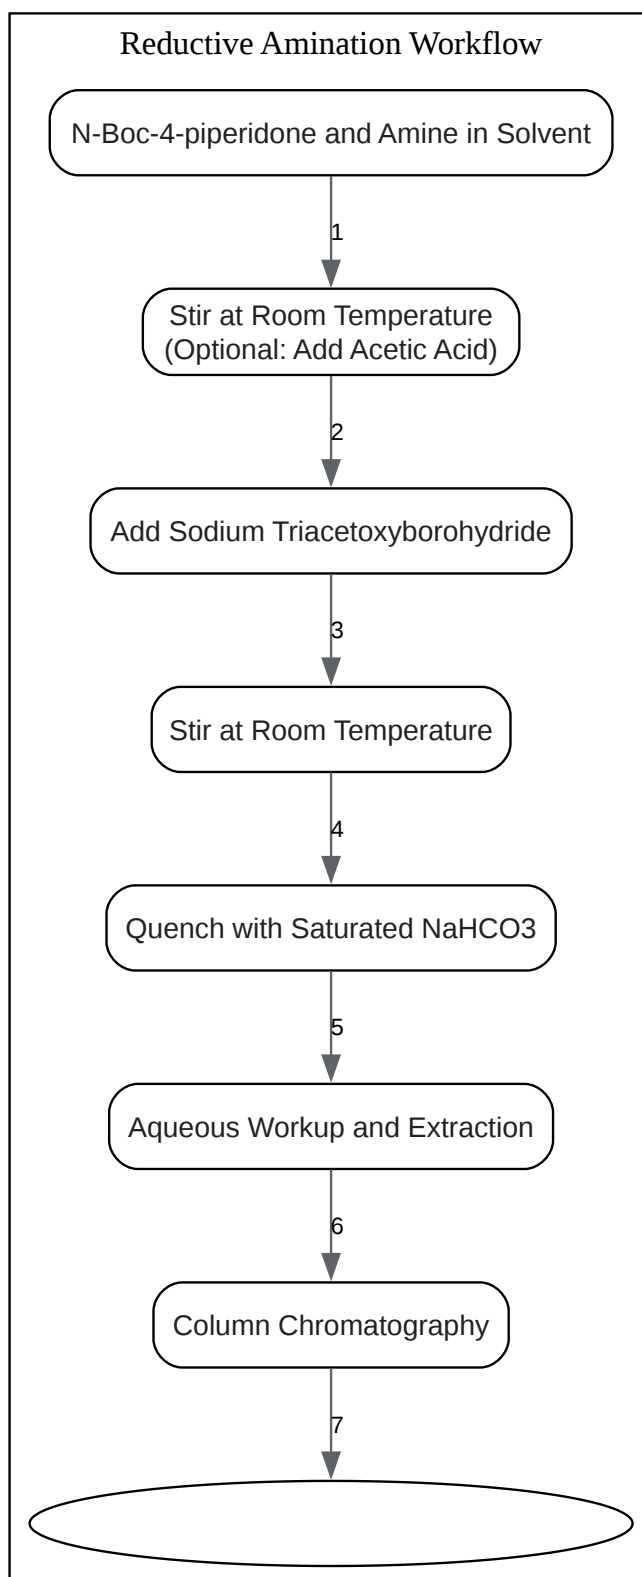 Reductive Amination Workflow
N-Boc-4-piperidone and Amine in Solvent
1
Stir at Room Temperature
(Optional: Add Acetic Acid)
2
Add Sodium Triacetoxyborohydride
3
Stir at Room Temperature
4
Quench with Saturated NaHCO3
5
Aqueous Workup and Extraction
6
Column Chromatography
7